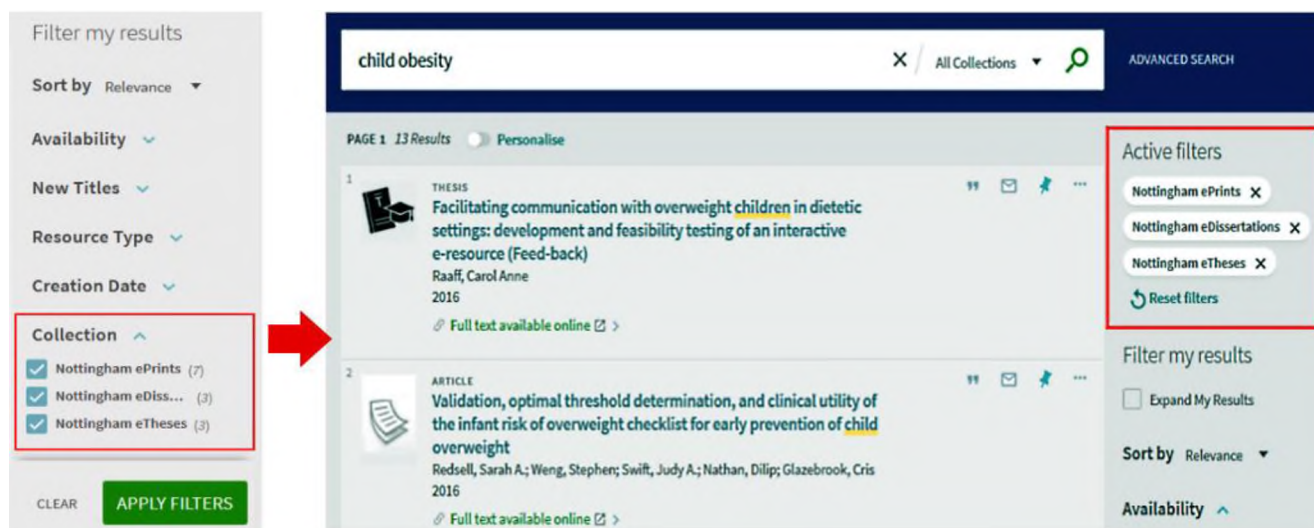 Filter my results
Sort by Relevance
Availability
New Titles
Resource Type
Creation Date
Collection
Nottingham ePrints (7)
Nottingham eDiss... (3)
Nottingham eTheses (3)
CLEAR APPLY FILTERS
child obesity
All Collections
ADVANCED SEARCH
PAGE 1 13 Results Personalise
1
THESIS
Facilitating communication with overweight children in dietetic
settings: development and feasibility testing of an interactive
e-resource (Feed-back)
Raaff, Carol Anne
2016
Full text available online
2
ARTICLE
Validation, optimal threshold determination, and clinical utility of
the infant risk of overweight checklist for early prevention of child
overweight
Redsell, Sarah A.; Weng, Stephen; Swift, Judy A.; Nathan, Dilip; Glazebrook, Cris
2016
Full text available online
Active filters
Nottingham ePrints
Nottingham eDissertations
Nottingham eTheses
Reset filters
Filter my results
Expand My Results
Sort by Relevance
Availability